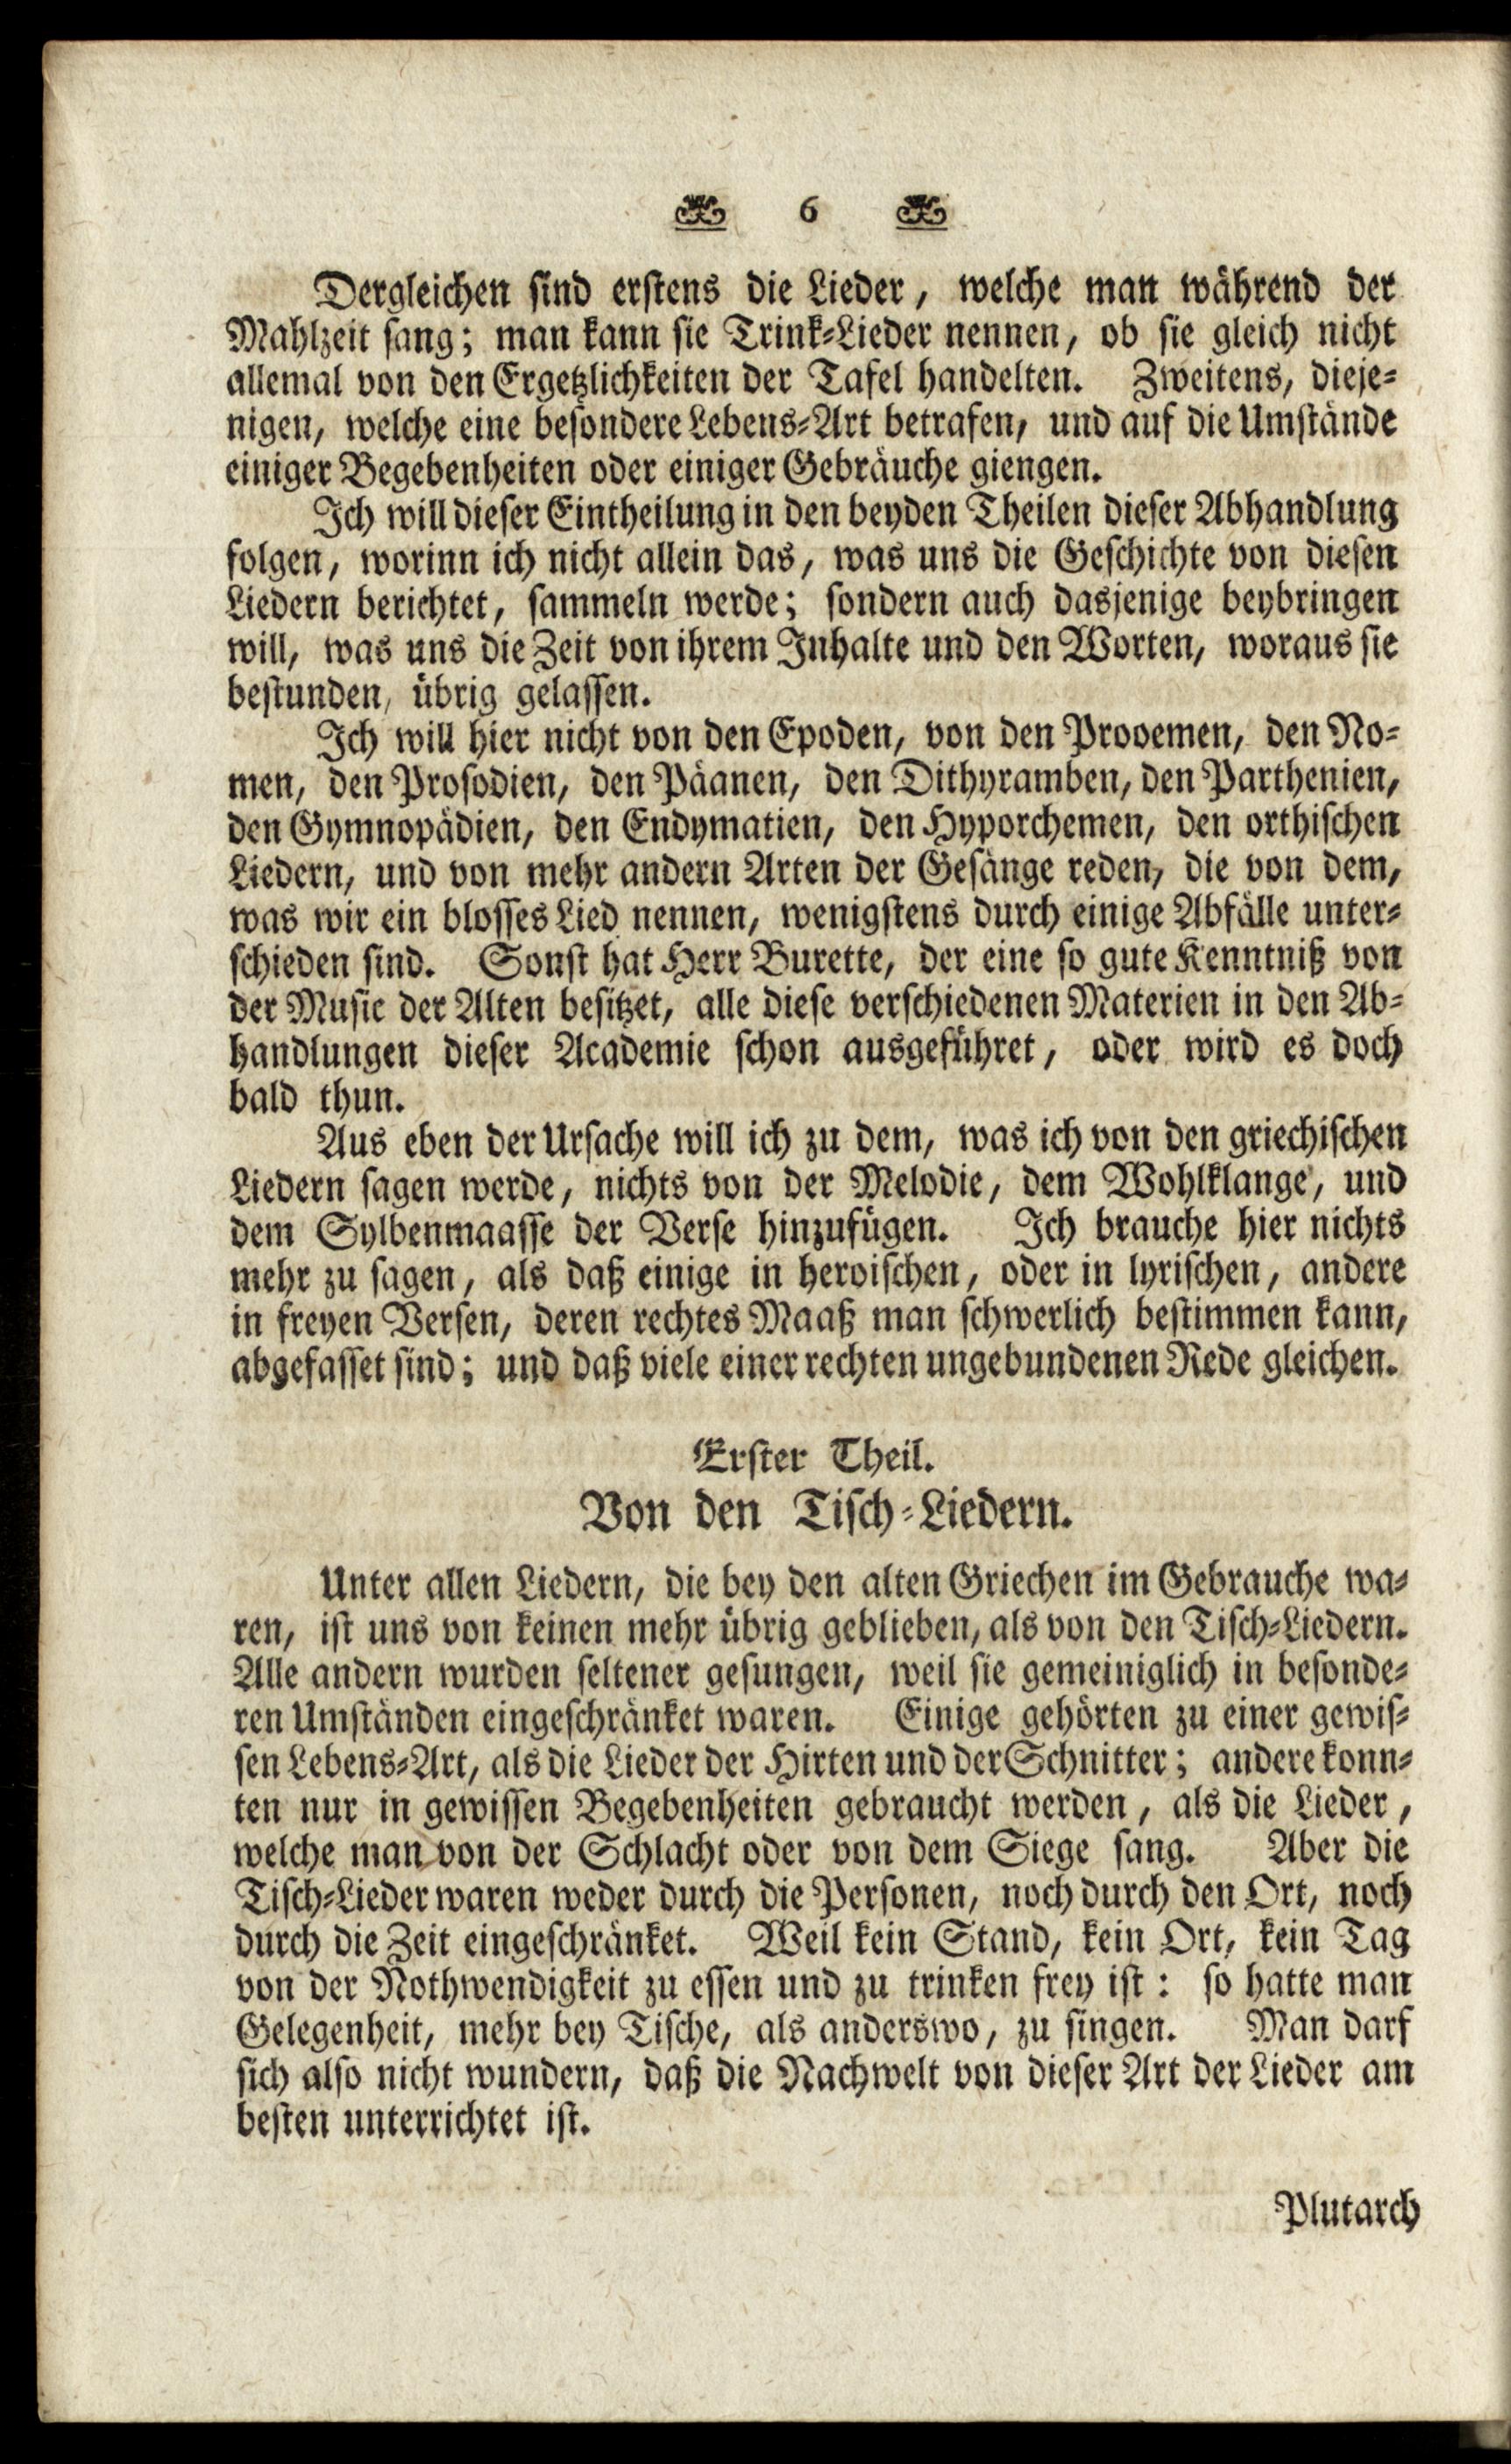 6
Dergleichen sind erstens die Lieder, welche man während der
Mahlzeit sang; man kann sie Trink-Lieder nennen, ob sie gleich nicht
allemal von den Ergetzlichkeiten der Tafel handelten. Zweitens, dieje-
nigen, welche eine besondere Lebens-Art betrafen, und auf die Umstände
einiger Begebenheiten oder einiger Gebräuche giengen.
Ich will dieser Eintheilung in den beyden Theilen dieser Abhandlung
folgen, worinn ich nicht allein das, was uns die Geschichte von diesen
Liedern berichtet, sammeln werde; sondern auch dasjenige beybringen
will, was uns die Zeit von ihrem Inhalte und den Worten, woraus sie
bestunden, übrig gelassen.
Ich will hier nicht von den Epoden, von den Prooemen, den No-
men, den Prosodien, den Päanen, den Dithyramben, den Parthenien,
den Gymnopädien, den Endymatien, den Hyporchemen, den orthischen
Liedern, und von mehr andern Arten der Gesänge reden, die von dem,
was wir ein blosses Lied nennen, wenigstens durch einige Abfälle unter-
schieden sind. Sonst hat Herr Burette, der eine so gute Kenntniß von
der Music der Alten besitzet, alle diese verschiedenen Materien in den Ab-
handlungen dieser Academie schon ausgeführet, oder wird es doch
bald thun.
Aus eben der Ursache will ich zu dem, was ich von den griechischen
Liedern sagen werde, nichts von der Melodie, dem Wohlklange, und
dem Sylbenmaasse der Verse hinzufügen. Ich brauche hier nichts
mehr zu sagen, als daß einige in heroischen, oder in lyrischen, andere
in freyen Versen, deren rechtes Maaß man schwerlich bestimmen kann,
abgefasset sind; und daß viele einer rechten ungebundenen Rede gleichen.
Erster Theil.
Von den Tisch-Liedern.
Unter allen Liedern, die bey den alten Griechen im Gebrauche wa-
ren, ist uns von keinen mehr übrig geblieben, als von den Tisch-Liedern.
Alle andern wurden seltener gesungen, weil sie gemeiniglich in besonde-
ren Umständen eingeschränket waren. Einige gehörten zu einer gewis-
sen Lebens-Art, als die Lieder der Hirten und der Schnitter; andere konn-
ten nur in gewissen Begebenheiten gebraucht werden, als die Lieder,
welche man von der Schlacht oder von dem Siege sang. Aber die
Tisch-Lieder waren weder durch die Personen, noch durch den Ort, noch
durch die Zeit eingeschränket. Weil kein Stand, kein Ort, kein Tag
von der Nothwendigkeit zu essen und zu trinken frey ist: so hatte man
Gelegenheit, mehr bey Tische, als anderswo, zu singen. Man darf
sich also nicht wundern, daß die Nachwelt von dieser Art der Lieder am
besten unterrichtet ist.
Plutarch